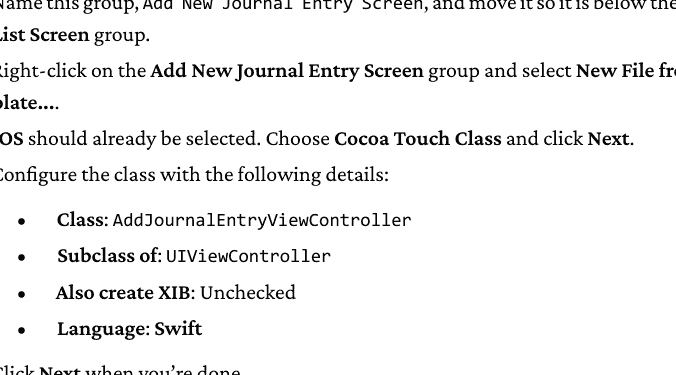 Name this group, Add New Journal Entry Screen, and move it so it is below the
List Screen group.
Right-click on the Add New Journal Entry Screen group and select New File fr
plate....
OS should already be selected. Choose Cocoa Touch Class and click Next.
Configure the class with the following details:
• Class: AddJournalEntryViewController
• Subclass of: UIViewController
• Also create XIB: Unchecked
• Language: Swift
Click Next when you're done